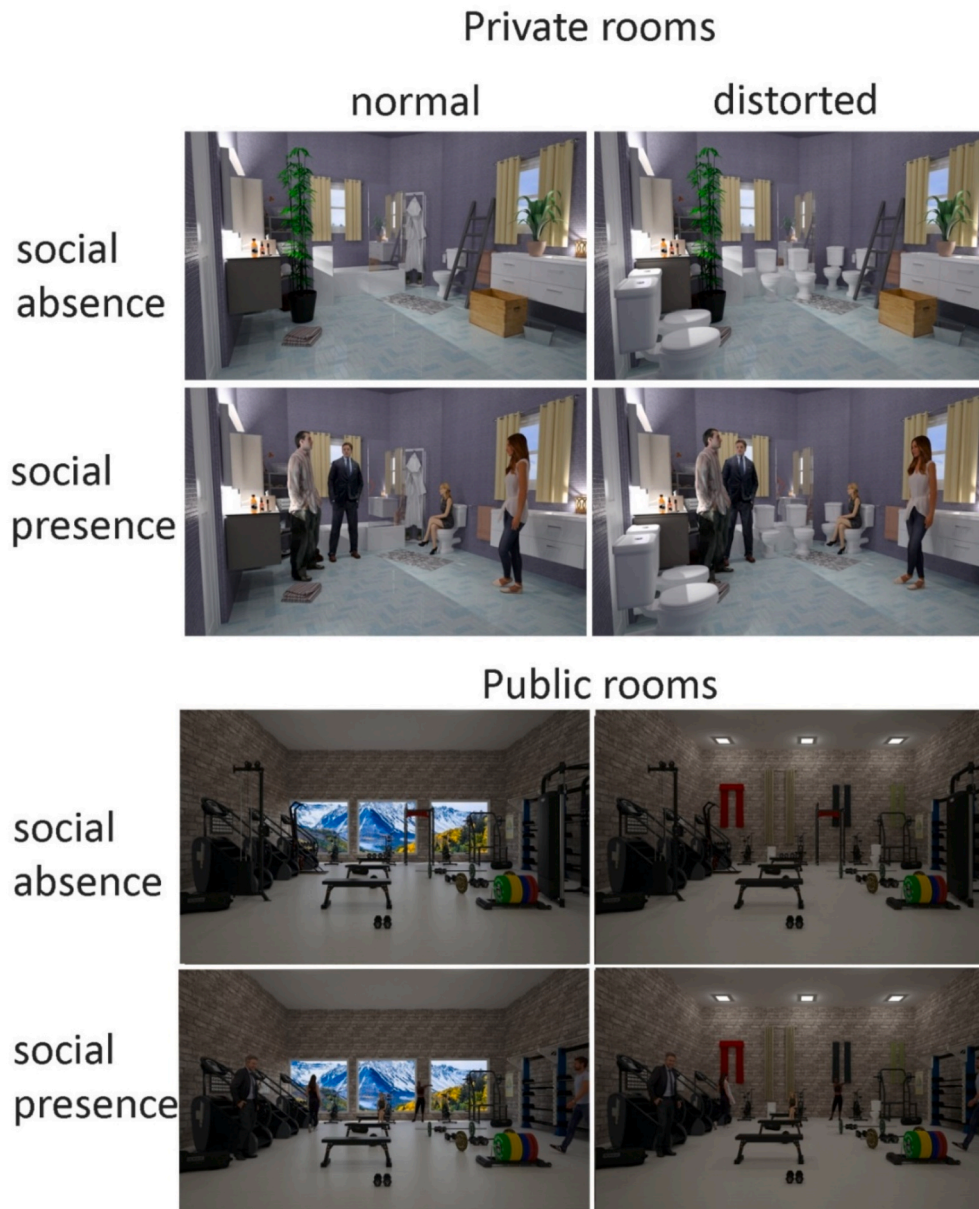 Private rooms
normal
distorted
social
absence
social
presence
Public rooms
social
absence
social
presence